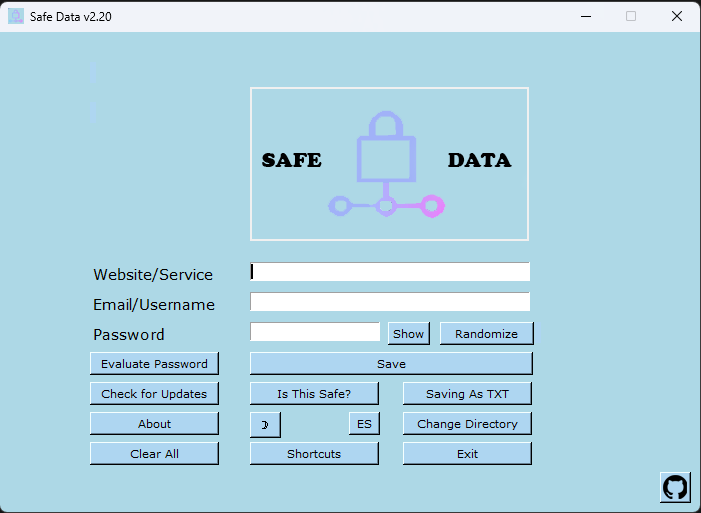 Safe Data v2.20
SAFE DATA
Website/Service
Email/Username
Password Show Randomize
Evaluate Password Save
Check for Updates Is This Safe? Saving As TXT
About ES Change Directory
Clear All Shortcuts Exit